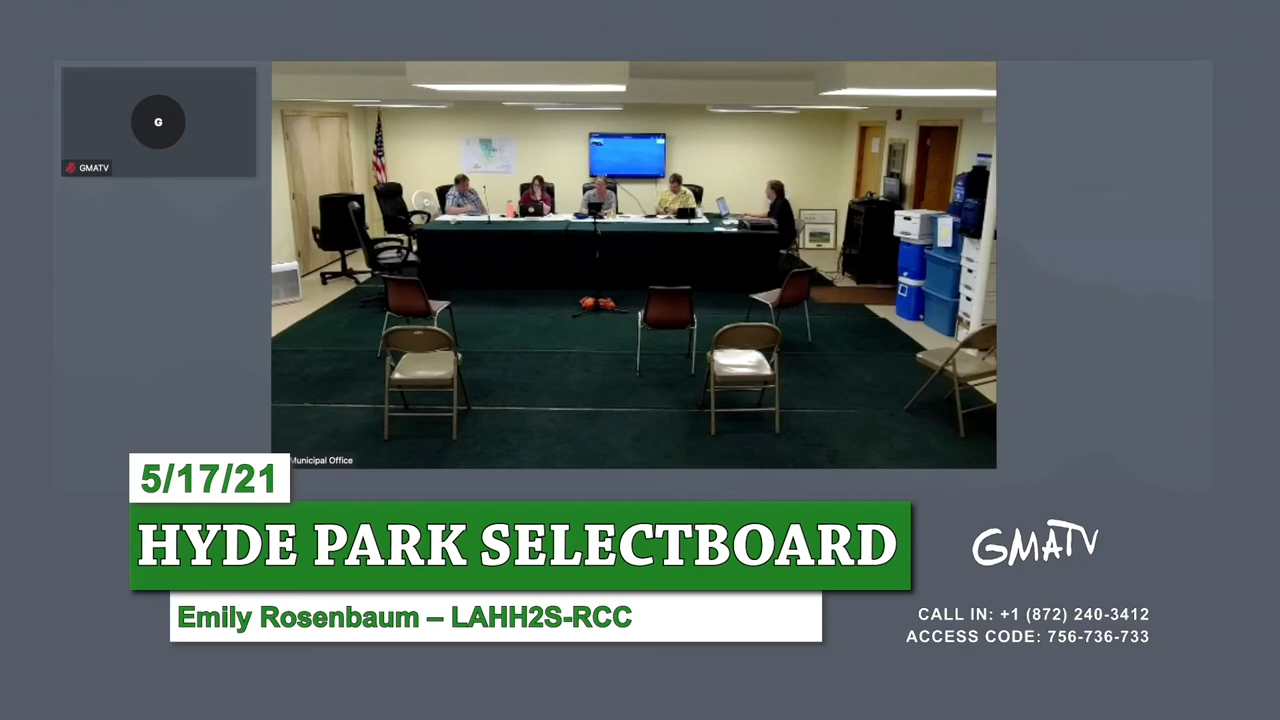 G
GMATV
Municipal Office
5/17/21
HYDE PARK SELECTBOARD
Emily Rosenbaum – LAHH2S-RCC
GMATV
CALL IN: +1 (872) 240-3412
ACCESS CODE: 756-736-733